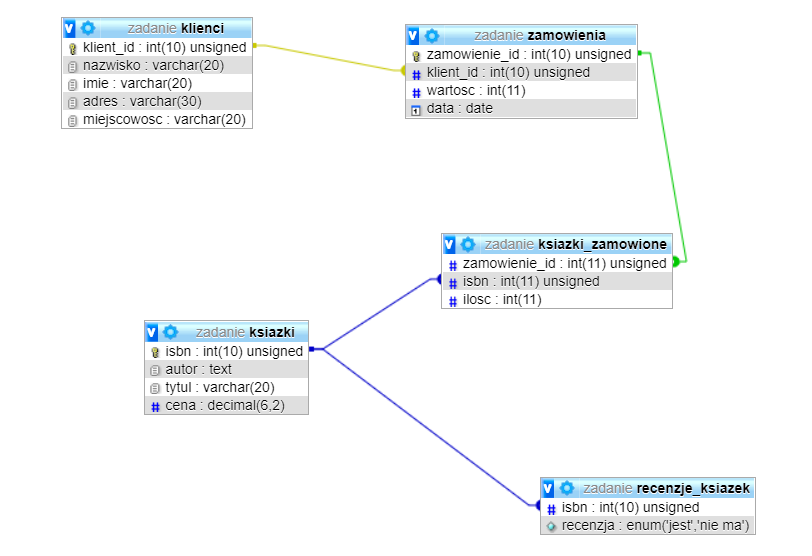 zadanie klienci
klient_id : int(10) unsigned
nazwisko : varchar(20)
imie : varchar(20)
adres : varchar(30)
miejscowosc : varchar(20)
zadanie zamowienia
zamowienie_id : int(10) unsigned
klient_id : int(10) unsigned
wartosc : int(11)
data : date
zadanie ksiazki_zamowione
zamowienie_id : int(11) unsigned
isbn : int(11) unsigned
ilosc : int(11)
zadanie ksiazki
isbn : int(10) unsigned
autor : text
tytul : varchar(20)
cena : decimal(6,2)
zadanie recenzje_ksiazek
isbn : int(10) unsigned
recenzja : enum('jest','nie ma')